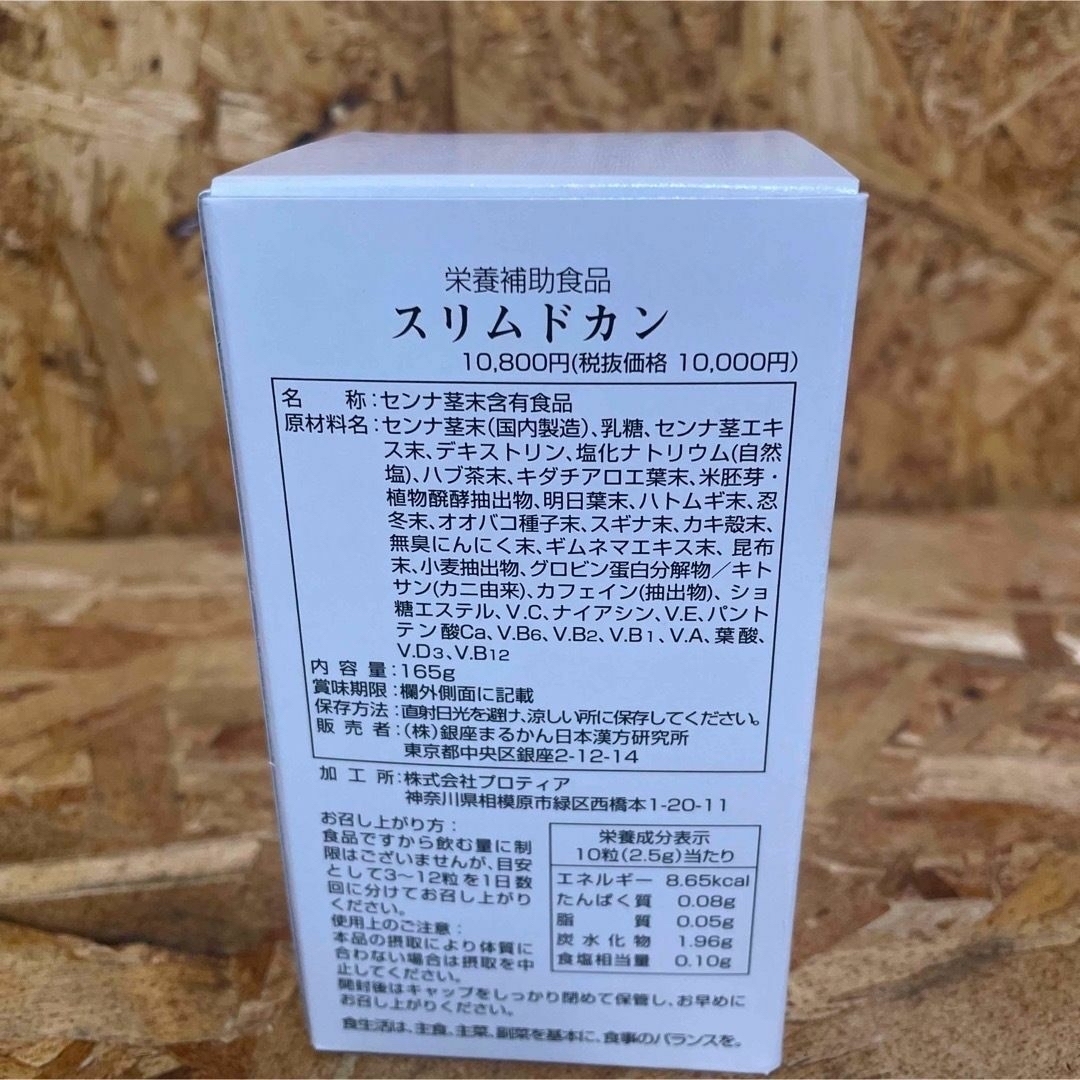 栄養補助食品
スリムドカン
10,800円(税抜価格 10,000円)
名　　称:センナ茎末含有食品
原材料名:センナ茎末(国内製造)、乳糖、センナ茎エキ
ス末、デキストリン、塩化ナトリウム(自然
塩)、ハブ茶末、キダチアロエ葉末、米胚芽・
植物醗酵抽出物、明日葉末、ハトムギ末、忍
冬末、オオバコ種子末、スギナ末、カキ殻末、
無臭にんにく末、ギムネマエキス末、昆布
末、小麦抽出物、グロビン蛋白分解物／キト
サン(カニ由来)、カフェイン(抽出物)、ショ
糖エステル、V.C、ナイアシン、V.E、パント
テン酸Ca、V.B6、V.B2、V.B1、V.A、葉酸、
V.D3、V.B12
内 容 量:165g
賞味期限:欄外側面に記載
保存方法:直射日光を避け、涼しい所に保存してください。
販 売 者:(株)銀座まるかん日本漢方研究所
東京都中央区銀座2-12-14
加 工 所:株式会社プロティア
神奈川県相模原市緑区西橋本1-20-11
お召し上がり方:
食品ですから飲む量に制
限はございませんが、目安
として3〜12粒を1日数
回に分けてお召し上がり
ください。
使用上のご注意:
本品の摂取により体質に
合わない場合は摂取を中
止してください。
開封後はキャップをしっかり閉めて保管し、お早めに
お召し上がりください。
栄養成分表示
10粒(2.5g)当たり
エネルギー 8.65kcal
たんぱく質 0.08g
脂　　質 0.05g
炭水化物 1.96g
食塩相当量 0.10g
食生活は、主食、主菜、副菜を基本に、食事のバランスを。